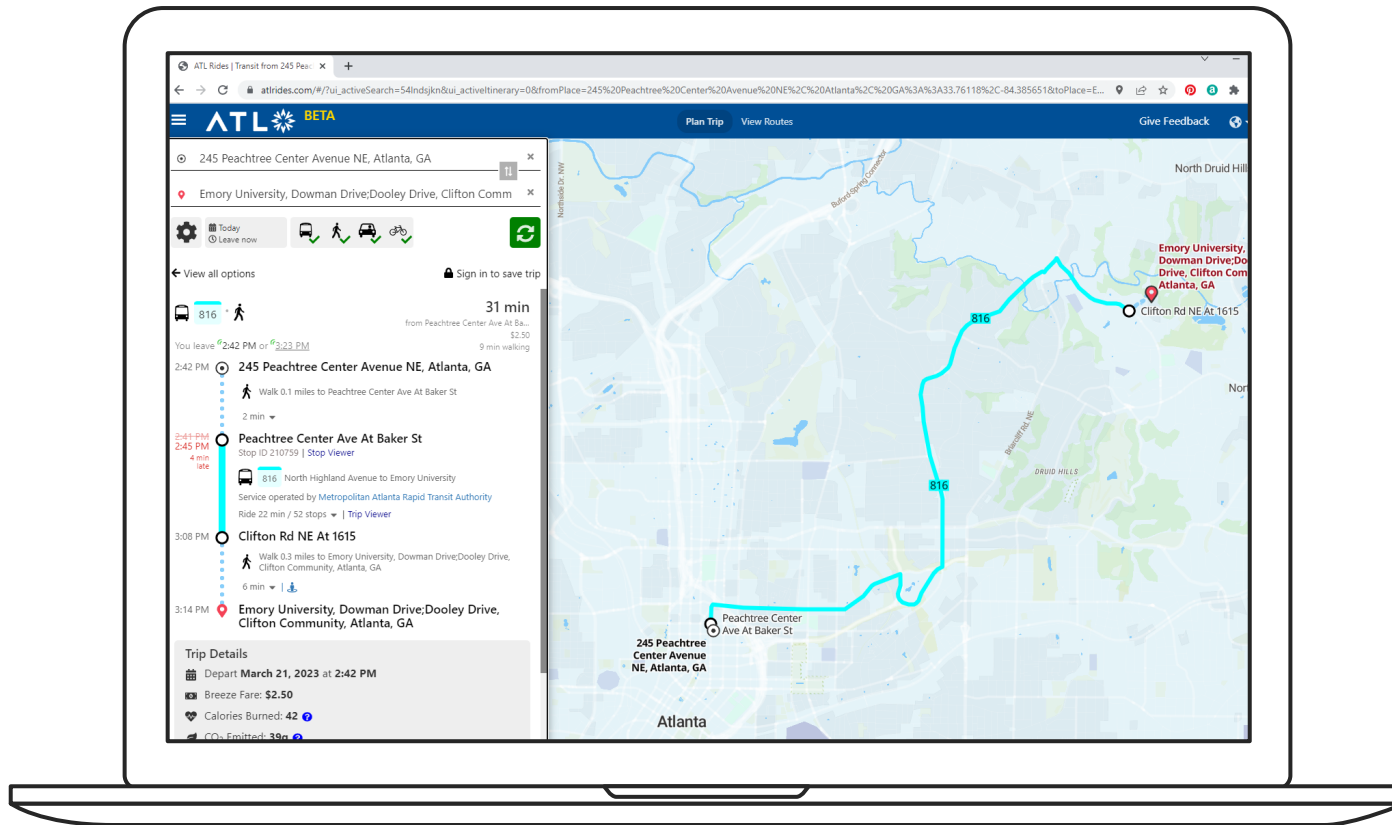 ATL Rides | Transit from 245 Peac
atlrides.com/#/?ui_activeSearch=54lndsjkn&ui_activeItinerary=0&fromPlace=245%20Peachtree%20Center%20Avenue%20NE%2C%20Atlanta%2C%20GA%3A%3A33.76118%2C-84.385651&toPlace=E...
ATL BETA
Plan Trip View Routes
Give Feedback
245 Peachtree Center Avenue NE, Atlanta, GA
Emory University, Dowman Drive;Dooley Drive, Clifton Comm
Today
Leave now
View all options
Sign in to save trip
816
31 min
from Peachtree Center Ave At Ba...
$2.50
9 min walking
You leave 2:42 PM or 3:23 PM
2:42 PM 245 Peachtree Center Avenue NE, Atlanta, GA
Walk 0.1 miles to Peachtree Center Ave At Baker St
2 min
2:41 PM
2:45 PM
4 min
late
Peachtree Center Ave At Baker St
Stop ID 210759 | Stop Viewer
816 North Highland Avenue to Emory University
Service operated by Metropolitan Atlanta Rapid Transit Authority
Ride 22 min / 52 stops | Trip Viewer
3:08 PM Clifton Rd NE At 1615
Walk 0.3 miles to Emory University, Dowman Drive;Dooley Drive,
Clifton Community, Atlanta, GA
6 min |
3:14 PM Emory University, Dowman Drive;Dooley Drive,
Clifton Community, Atlanta, GA
Trip Details
Depart March 21, 2023 at 2:42 PM
Breeze Fare: $2.50
Calories Burned: 42
CO₂ Emitted: 39g
Northside Dr. NW
Buford-Spring Connector
North Druid Hill
Emory University,
Dowman Drive;Do
Drive, Clifton Com
Atlanta, GA
Clifton Rd NE At 1615
816
Nor
Briarcliff Rd. NE
DRUID HILLS
816
Peachtree Center
Ave At Baker St
245 Peachtree
Center Avenue
NE, Atlanta, GA
Atlanta